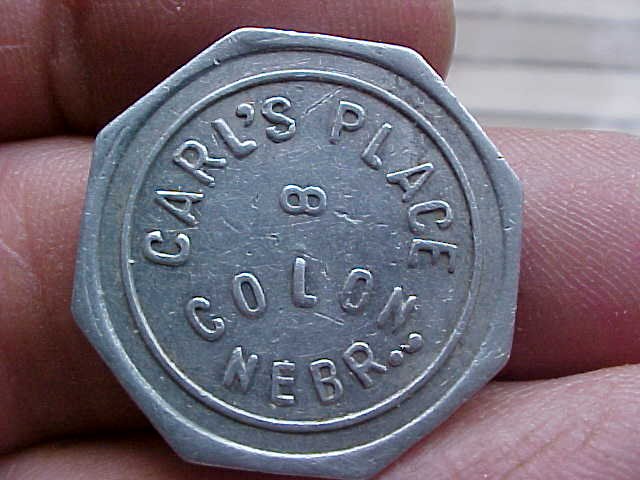 CARL'S PLACE
8
COLON
NEBR.,